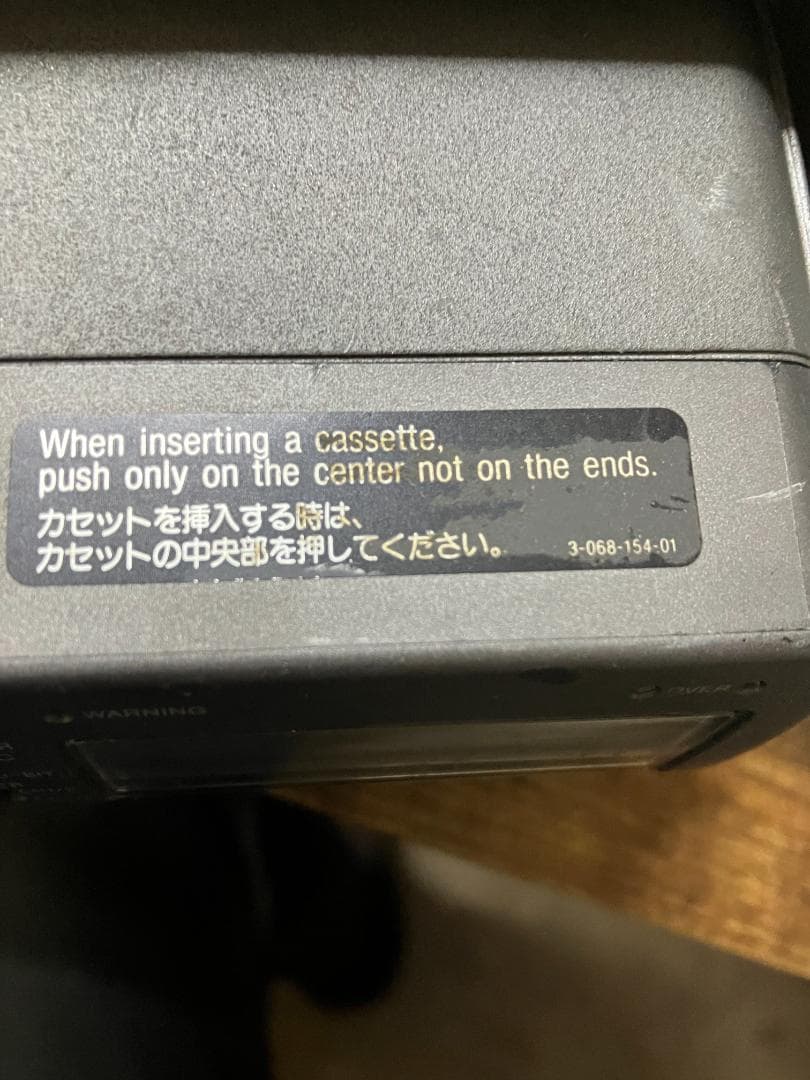 When inserting a cassette,
push only on the center not on the ends.
カセットを挿入する時は、
カセットの中央部を押してください。
3-068-154-01
WARNING
OVER